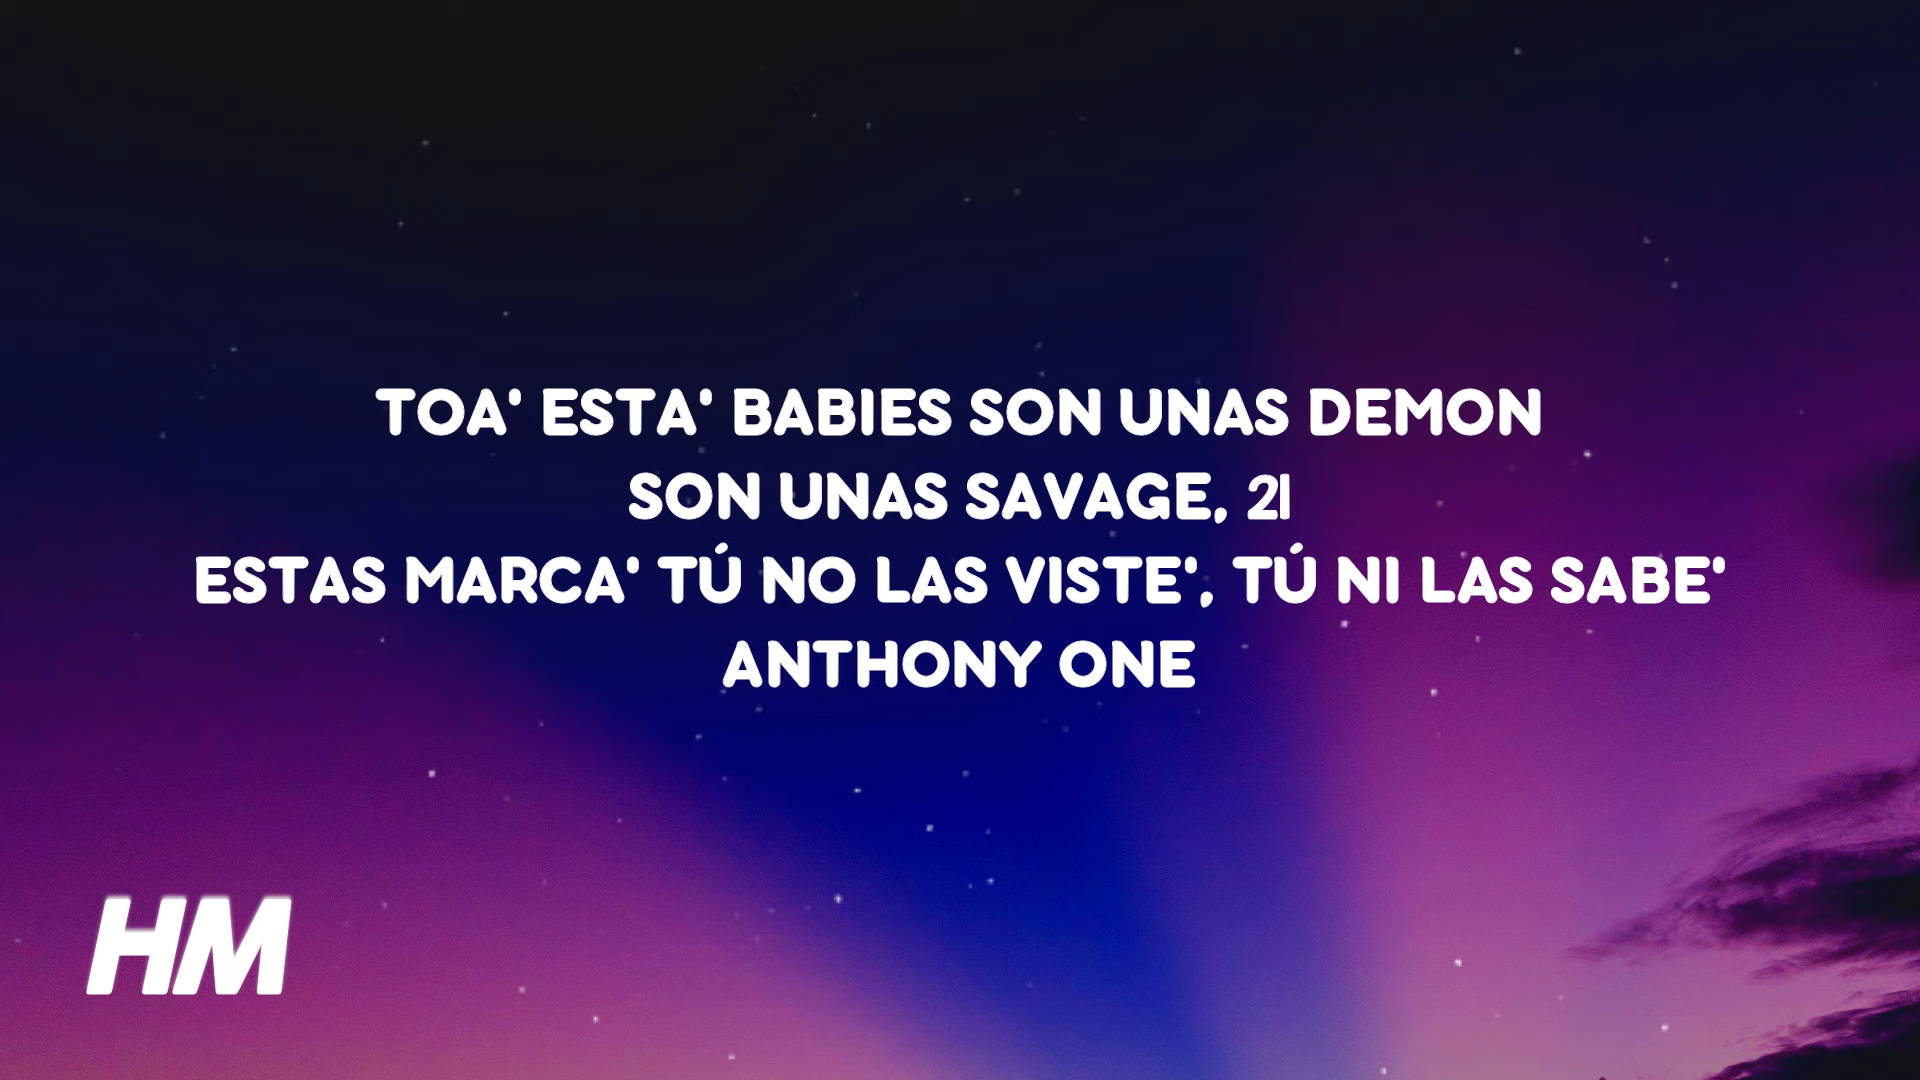 TOA' ESTA' BABIES SON UNAS DEMON
SON UNAS SAVAGE, 21
ESTAS MARCA' TÚ NO LAS VISTE', TÚ NI LAS SABE'
ANTHONY ONE
HM